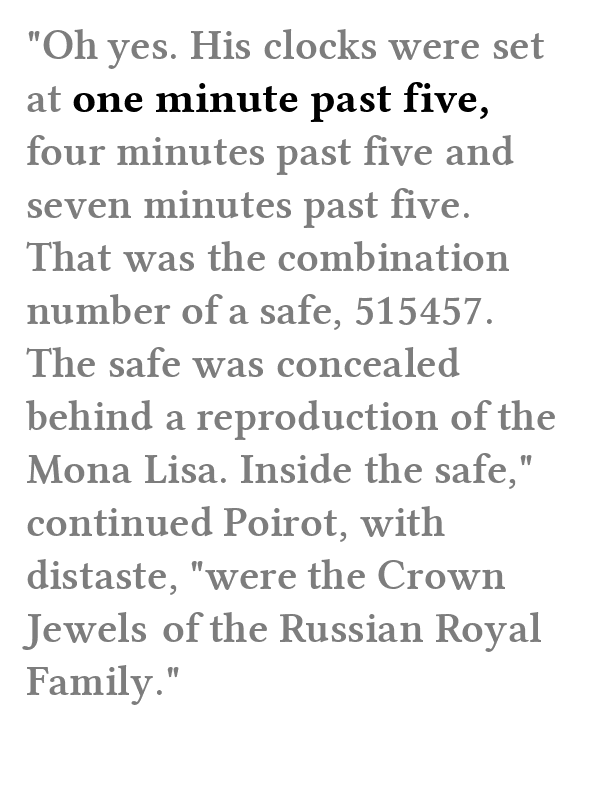 "Oh yes. His clocks were set
at one minute past five,
four minutes past five and
seven minutes past five.
That was the combination
number of a safe, 515457.
The safe was concealed
behind a reproduction of the
Mona Lisa. Inside the safe,"
continued Poirot, with
distaste, "were the Crown
Jewels of the Russian Royal
Family."